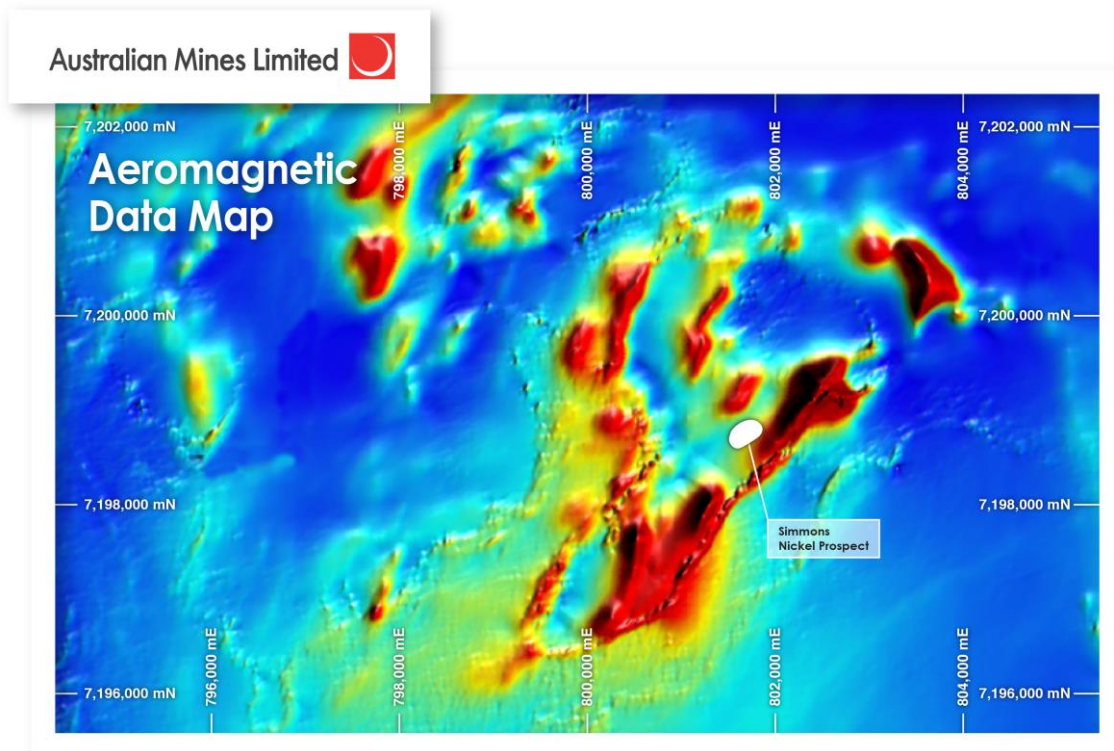 Australian Mines Limited
Aeromagnetic
Data Map
798,000 mE
800,000 mE
802,000 mE
804,000 mE
7,202,000 mN
7,202,000 mN
7,200,000 mN
7,200,000 mN
7,198,000 mN
7,198,000 mN
Simmons
Nickel Prospect
796,000 mE
798,000 mE
800,000 mE
802,000 mE
804,000 mE
7,196,000 mN
7,196,000 mN